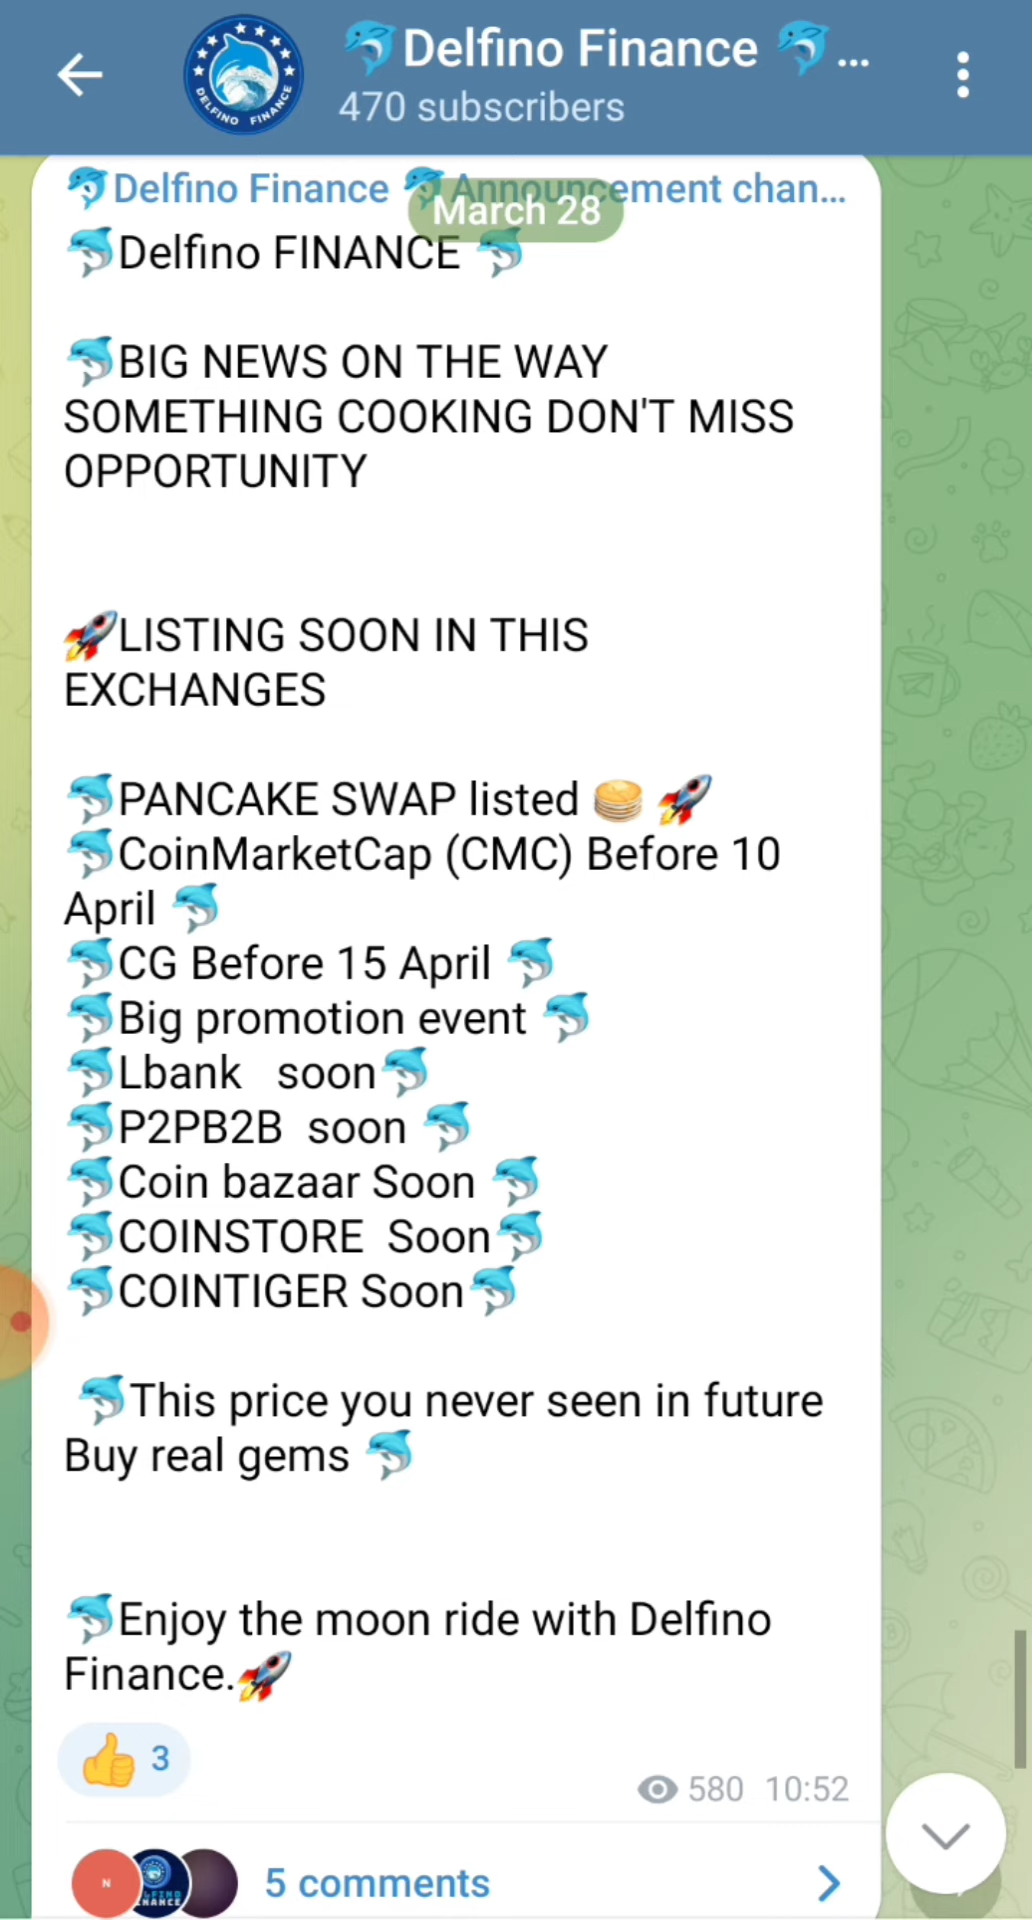 🐬Delfino Finance 🐬...
470 subscribers
DELFINO FINANCE
🐬Delfino Finance 🐬Announcement chan...
March 28
🐬Delfino FINANCE 🐬
🐬BIG NEWS ON THE WAY
SOMETHING COOKING DON'T MISS
OPPORTUNITY
🚀LISTING SOON IN THIS
EXCHANGES
🐬PANCAKE SWAP listed 🥞 🚀
🐬CoinMarketCap (CMC) Before 10
April 🐬
🐬CG Before 15 April 🐬
🐬Big promotion event 🐬
🐬Lbank   soon🐬
🐬P2PB2B  soon 🐬
🐬Coin bazaar Soon 🐬
🐬COINSTORE  Soon🐬
🐬COINTIGER Soon🐬
🐬This price you never seen in future
Buy real gems 🐬
🐬Enjoy the moon ride with Delfino
Finance.🚀
👍 3
580 10:52
N
5 comments